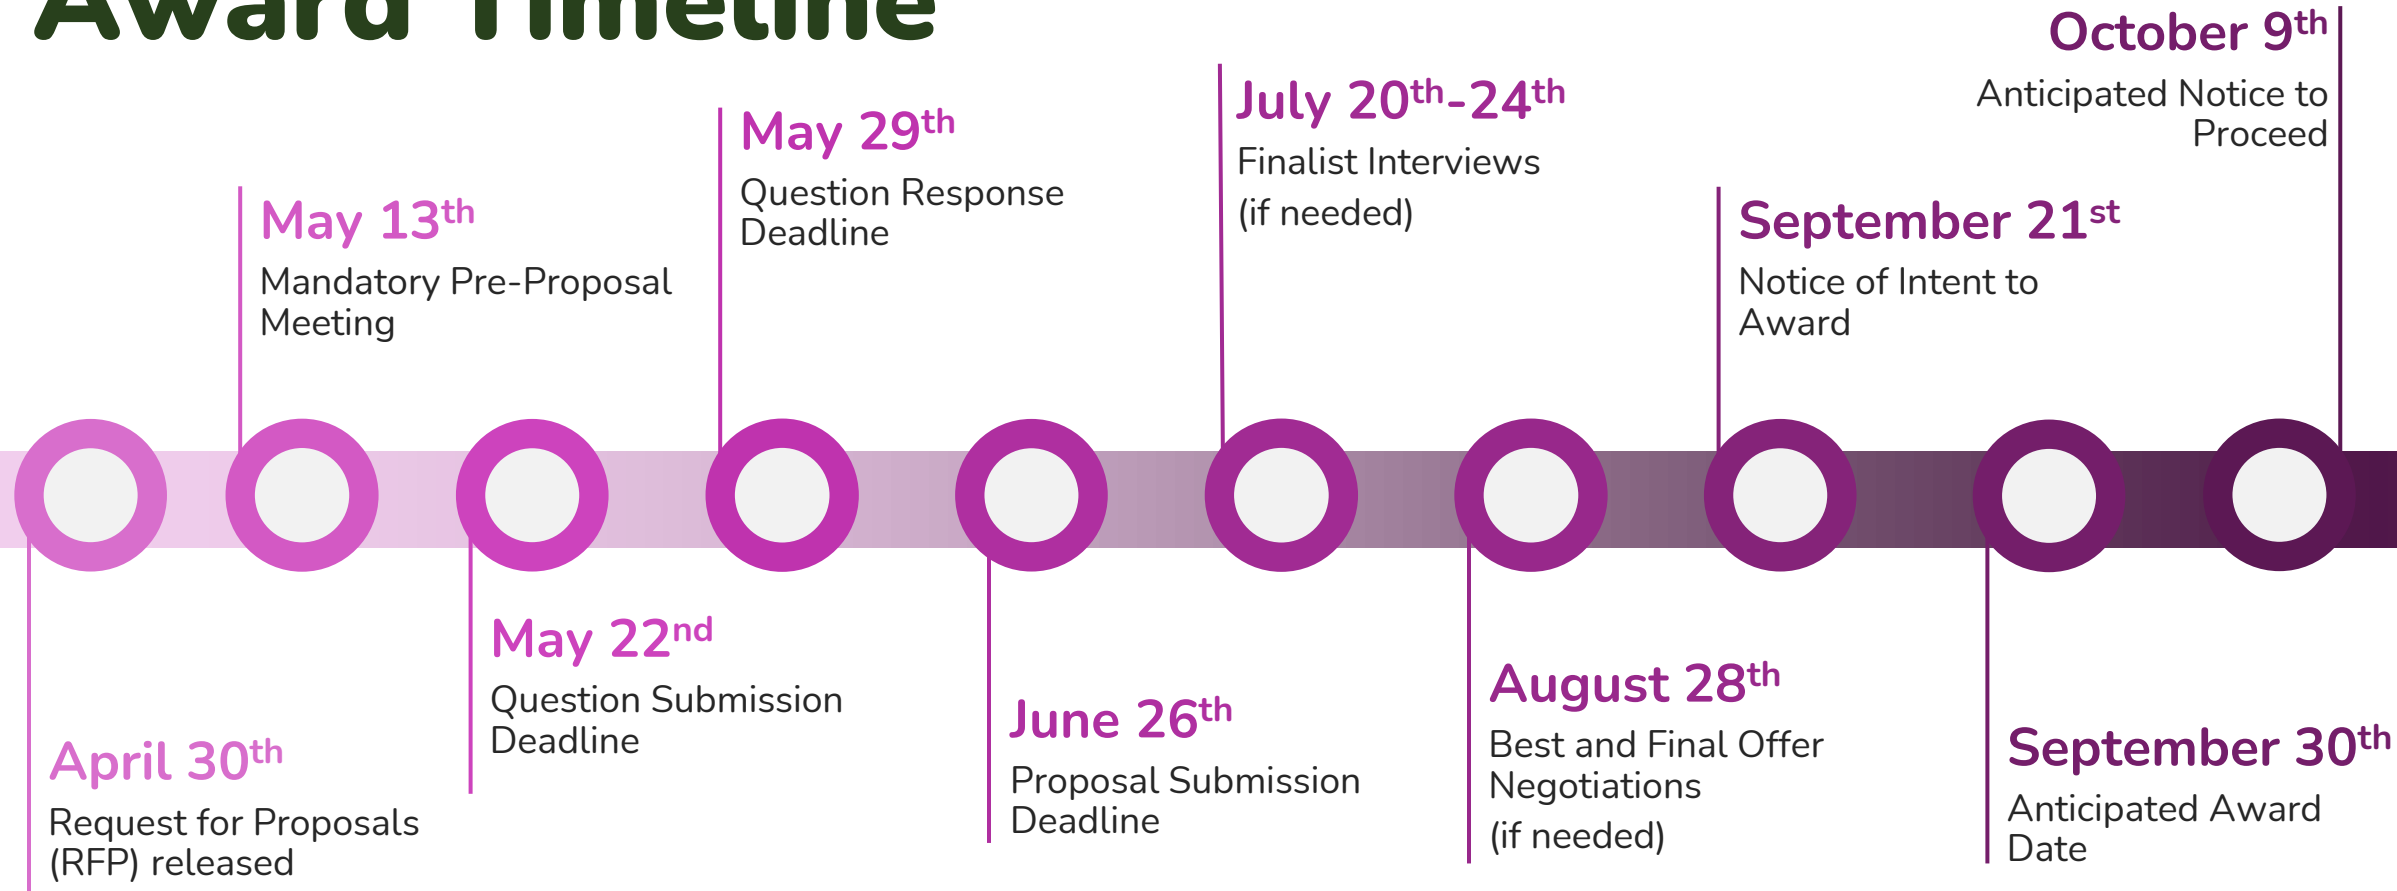 Award Timeline
April 30th
Request for Proposals
(RFP) released
May 13th
Mandatory Pre-Proposal
Meeting
May 22nd
Question Submission
Deadline
May 29th
Question Response
Deadline
June 26th
Proposal Submission
Deadline
July 20th-24th
Finalist Interviews
(if needed)
August 28th
Best and Final Offer
Negotiations
(if needed)
September 21st
Notice of Intent to
Award
September 30th
Anticipated Award
Date
October 9th
Anticipated Notice to
Proceed